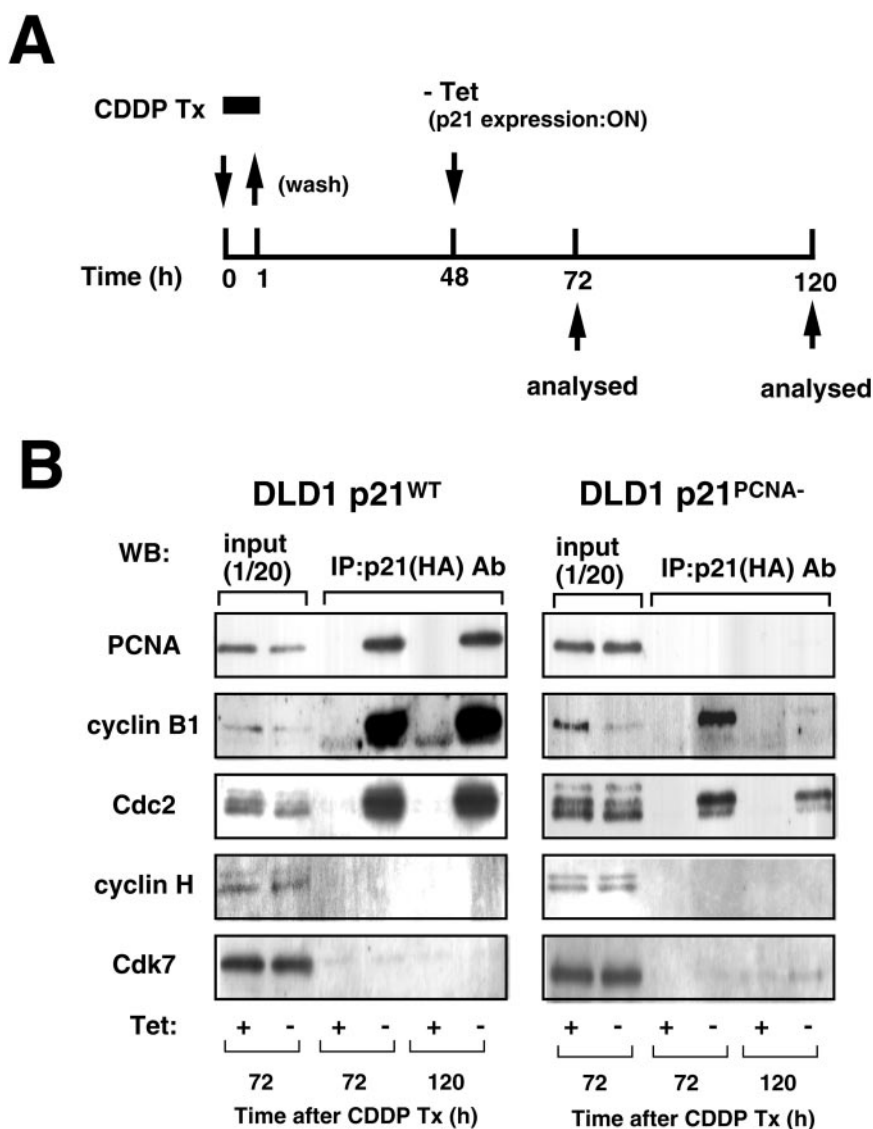 A
CDDP Tx
(wash)
- Tet
(p21 expression:ON)
Time (h)
0 1 48 72 120
analysed analysed
B
DLD1 p21WT DLD1 p21PCNA-
WB:
input
(1/20)
IP:p21(HA) Ab
input
(1/20)
IP:p21(HA) Ab
PCNA
cyclin B1
Cdc2
cyclin H
Cdk7
Tet: + - + - + - + - + - + -
72 72 120 72 72 120
Time after CDDP Tx (h) Time after CDDP Tx (h)